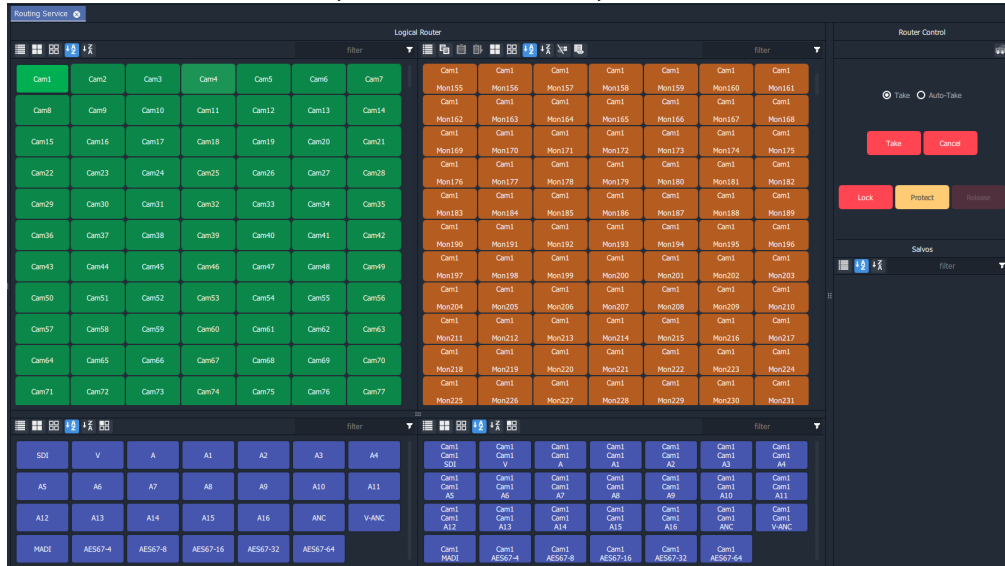 Routing Service
Logical Router
Router Control
filter
filter
Cam1 Cam2 Cam3 Cam4 Cam5 Cam6 Cam7
Cam8 Cam9 Cam10 Cam11 Cam12 Cam13 Cam14
Cam15 Cam16 Cam17 Cam18 Cam19 Cam20 Cam21
Cam22 Cam23 Cam24 Cam25 Cam26 Cam27 Cam28
Cam29 Cam30 Cam31 Cam32 Cam33 Cam34 Cam35
Cam36 Cam37 Cam38 Cam39 Cam40 Cam41 Cam42
Cam43 Cam44 Cam45 Cam46 Cam47 Cam48 Cam49
Cam50 Cam51 Cam52 Cam53 Cam54 Cam55 Cam56
Cam57 Cam58 Cam59 Cam60 Cam61 Cam62 Cam63
Cam64 Cam65 Cam66 Cam67 Cam68 Cam69 Cam70
Cam71 Cam72 Cam73 Cam74 Cam75 Cam76 Cam77
Cam1 Cam1 Cam1 Cam1 Cam1 Cam1 Cam1
Mon155 Mon156 Mon157 Mon158 Mon159 Mon160 Mon161
Cam1 Cam1 Cam1 Cam1 Cam1 Cam1 Cam1
Mon162 Mon163 Mon164 Mon165 Mon166 Mon167 Mon168
Cam1 Cam1 Cam1 Cam1 Cam1 Cam1 Cam1
Mon169 Mon170 Mon171 Mon172 Mon173 Mon174 Mon175
Cam1 Cam1 Cam1 Cam1 Cam1 Cam1 Cam1
Mon176 Mon177 Mon178 Mon179 Mon180 Mon181 Mon182
Cam1 Cam1 Cam1 Cam1 Cam1 Cam1 Cam1
Mon183 Mon184 Mon185 Mon186 Mon187 Mon188 Mon189
Cam1 Cam1 Cam1 Cam1 Cam1 Cam1 Cam1
Mon190 Mon191 Mon192 Mon193 Mon194 Mon195 Mon196
Cam1 Cam1 Cam1 Cam1 Cam1 Cam1 Cam1
Mon197 Mon198 Mon199 Mon200 Mon201 Mon202 Mon203
Cam1 Cam1 Cam1 Cam1 Cam1 Cam1 Cam1
Mon204 Mon205 Mon206 Mon207 Mon208 Mon209 Mon210
Cam1 Cam1 Cam1 Cam1 Cam1 Cam1 Cam1
Mon211 Mon212 Mon213 Mon214 Mon215 Mon216 Mon217
Cam1 Cam1 Cam1 Cam1 Cam1 Cam1 Cam1
Mon218 Mon219 Mon220 Mon221 Mon222 Mon223 Mon224
Cam1 Cam1 Cam1 Cam1 Cam1 Cam1 Cam1
Mon225 Mon226 Mon227 Mon228 Mon229 Mon230 Mon231
Take Auto-Take
Take Cancel
Lock Protect Release
Salvos
filter
filter
filter
SDI V A A1 A2 A3 A4
A5 A6 A7 A8 A9 A10 A11
A12 A13 A14 A15 A16 ANC V-ANC
MADI AES67-4 AES67-8 AES67-16 AES67-32 AES67-64
Cam1 Cam1 Cam1 Cam1 Cam1 Cam1 Cam1
Cam1 Cam1 Cam1 Cam1 Cam1 Cam1 Cam1
SDI V A A1 A2 A3 A4
Cam1 Cam1 Cam1 Cam1 Cam1 Cam1 Cam1
Cam1 Cam1 Cam1 Cam1 Cam1 Cam1 Cam1
A5 A6 A7 A8 A9 A10 A11
Cam1 Cam1 Cam1 Cam1 Cam1 Cam1 Cam1
Cam1 Cam1 Cam1 Cam1 Cam1 Cam1 Cam1
A12 A13 A14 A15 A16 ANC V-ANC
Cam1 Cam1 Cam1 Cam1 Cam1 Cam1
MADI AES67-4 AES67-8 AES67-16 AES67-32 AES67-64